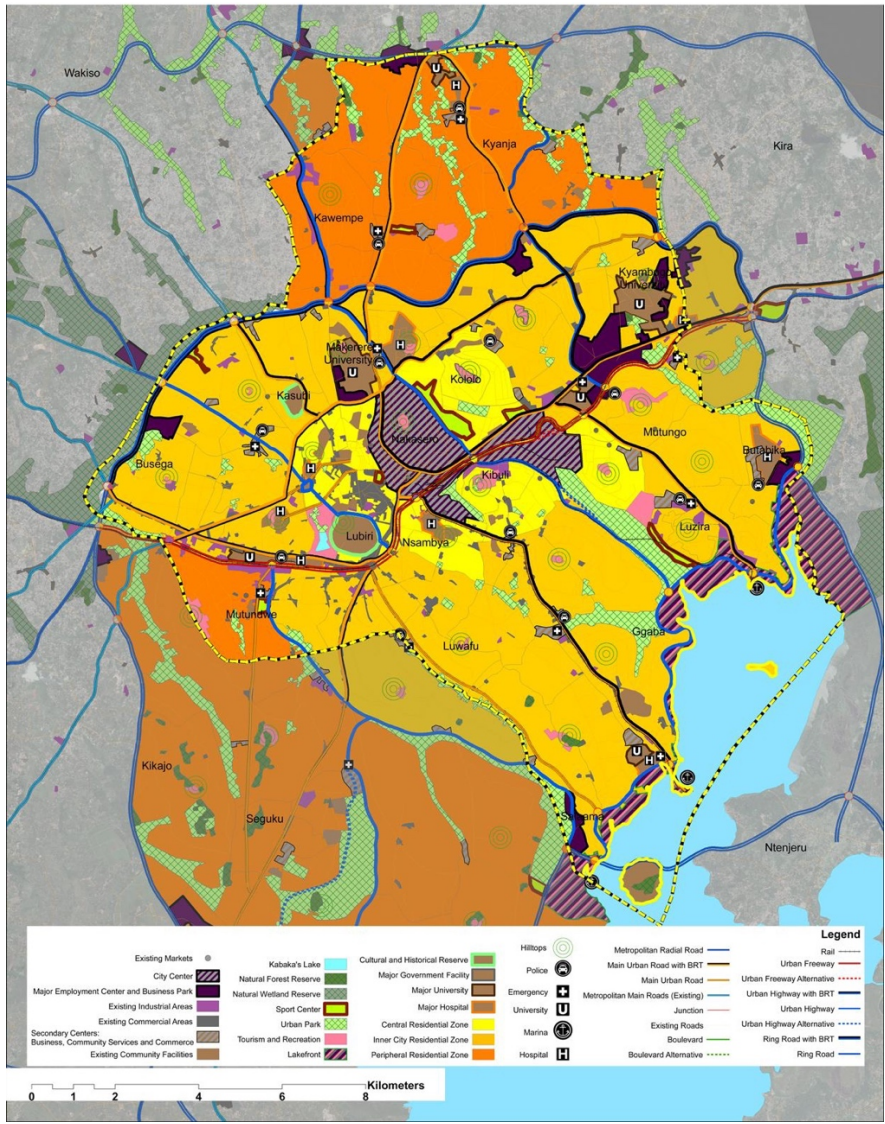 Wakiso
U
H
Kyanja
Kira
Kawempe
Kyambogo
University
U
H
Makerere
University
H
U
Kololo
Kasubi
U
Nakasero
Mutungo
Busega
H
Kibuli
Butabika
H
H
Lubiri
Nsambya
H
Luzira
U
H
Mutundwe
Luwafu
Ggaba
Kikajo
U
H
Seguku
Ntenjeru
Legend
Existing Markets
City Center
Major Employment Center and Business Park
Existing Industrial Areas
Existing Commercial Areas
Secondary Centers:
Business, Community Services and Commerce
Existing Community Facilities
Kabaka's Lake
Natural Forest Reserve
Natural Wetland Reserve
Sport Center
Urban Park
Tourism and Recreation
Lakefront
Cultural and Historical Reserve
Major Government Facility
Major University
Major Hospital
Central Residential Zone
Inner City Residential Zone
Peripheral Residential Zone
Hilltops
Police
Emergency
University U
Marina
Hospital H
Metropolitan Radial Road
Main Urban Road with BRT
Main Urban Road
Metropolitan Main Roads (Existing)
Junction
Existing Roads
Boulevard
Boulevard Alternative
Rail
Urban Freeway
Urban Freeway Alternative
Urban Highway with BRT
Urban Highway
Urban Highway Alternative
Ring Road with BRT
Ring Road
Kilometers
0 1 2 4 6 8